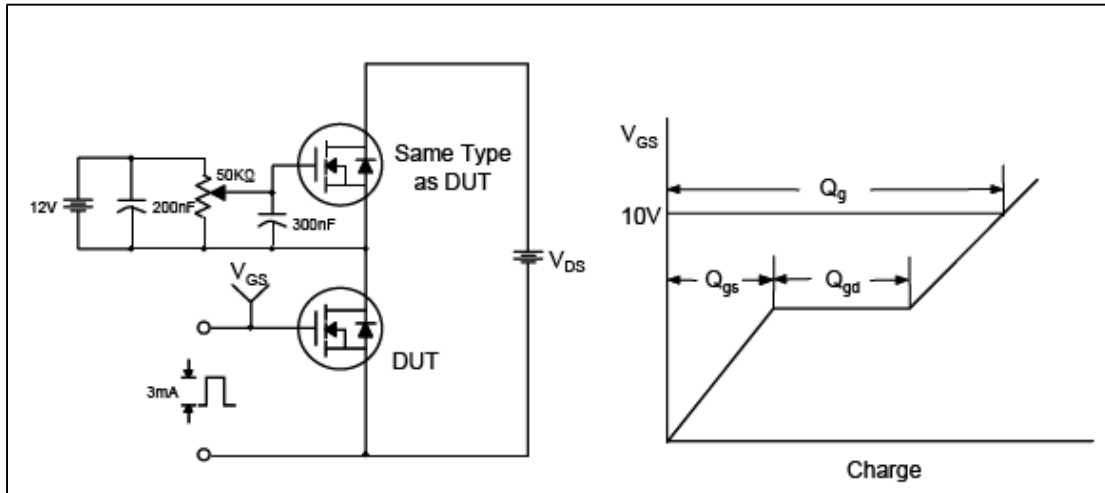 Same Type
as DUT
50KΩ
12V
200nF
300nF
V_GS
V_DS
DUT
3mA
V_GS
Q_g
10V
Q_gs
Q_gd
Charge